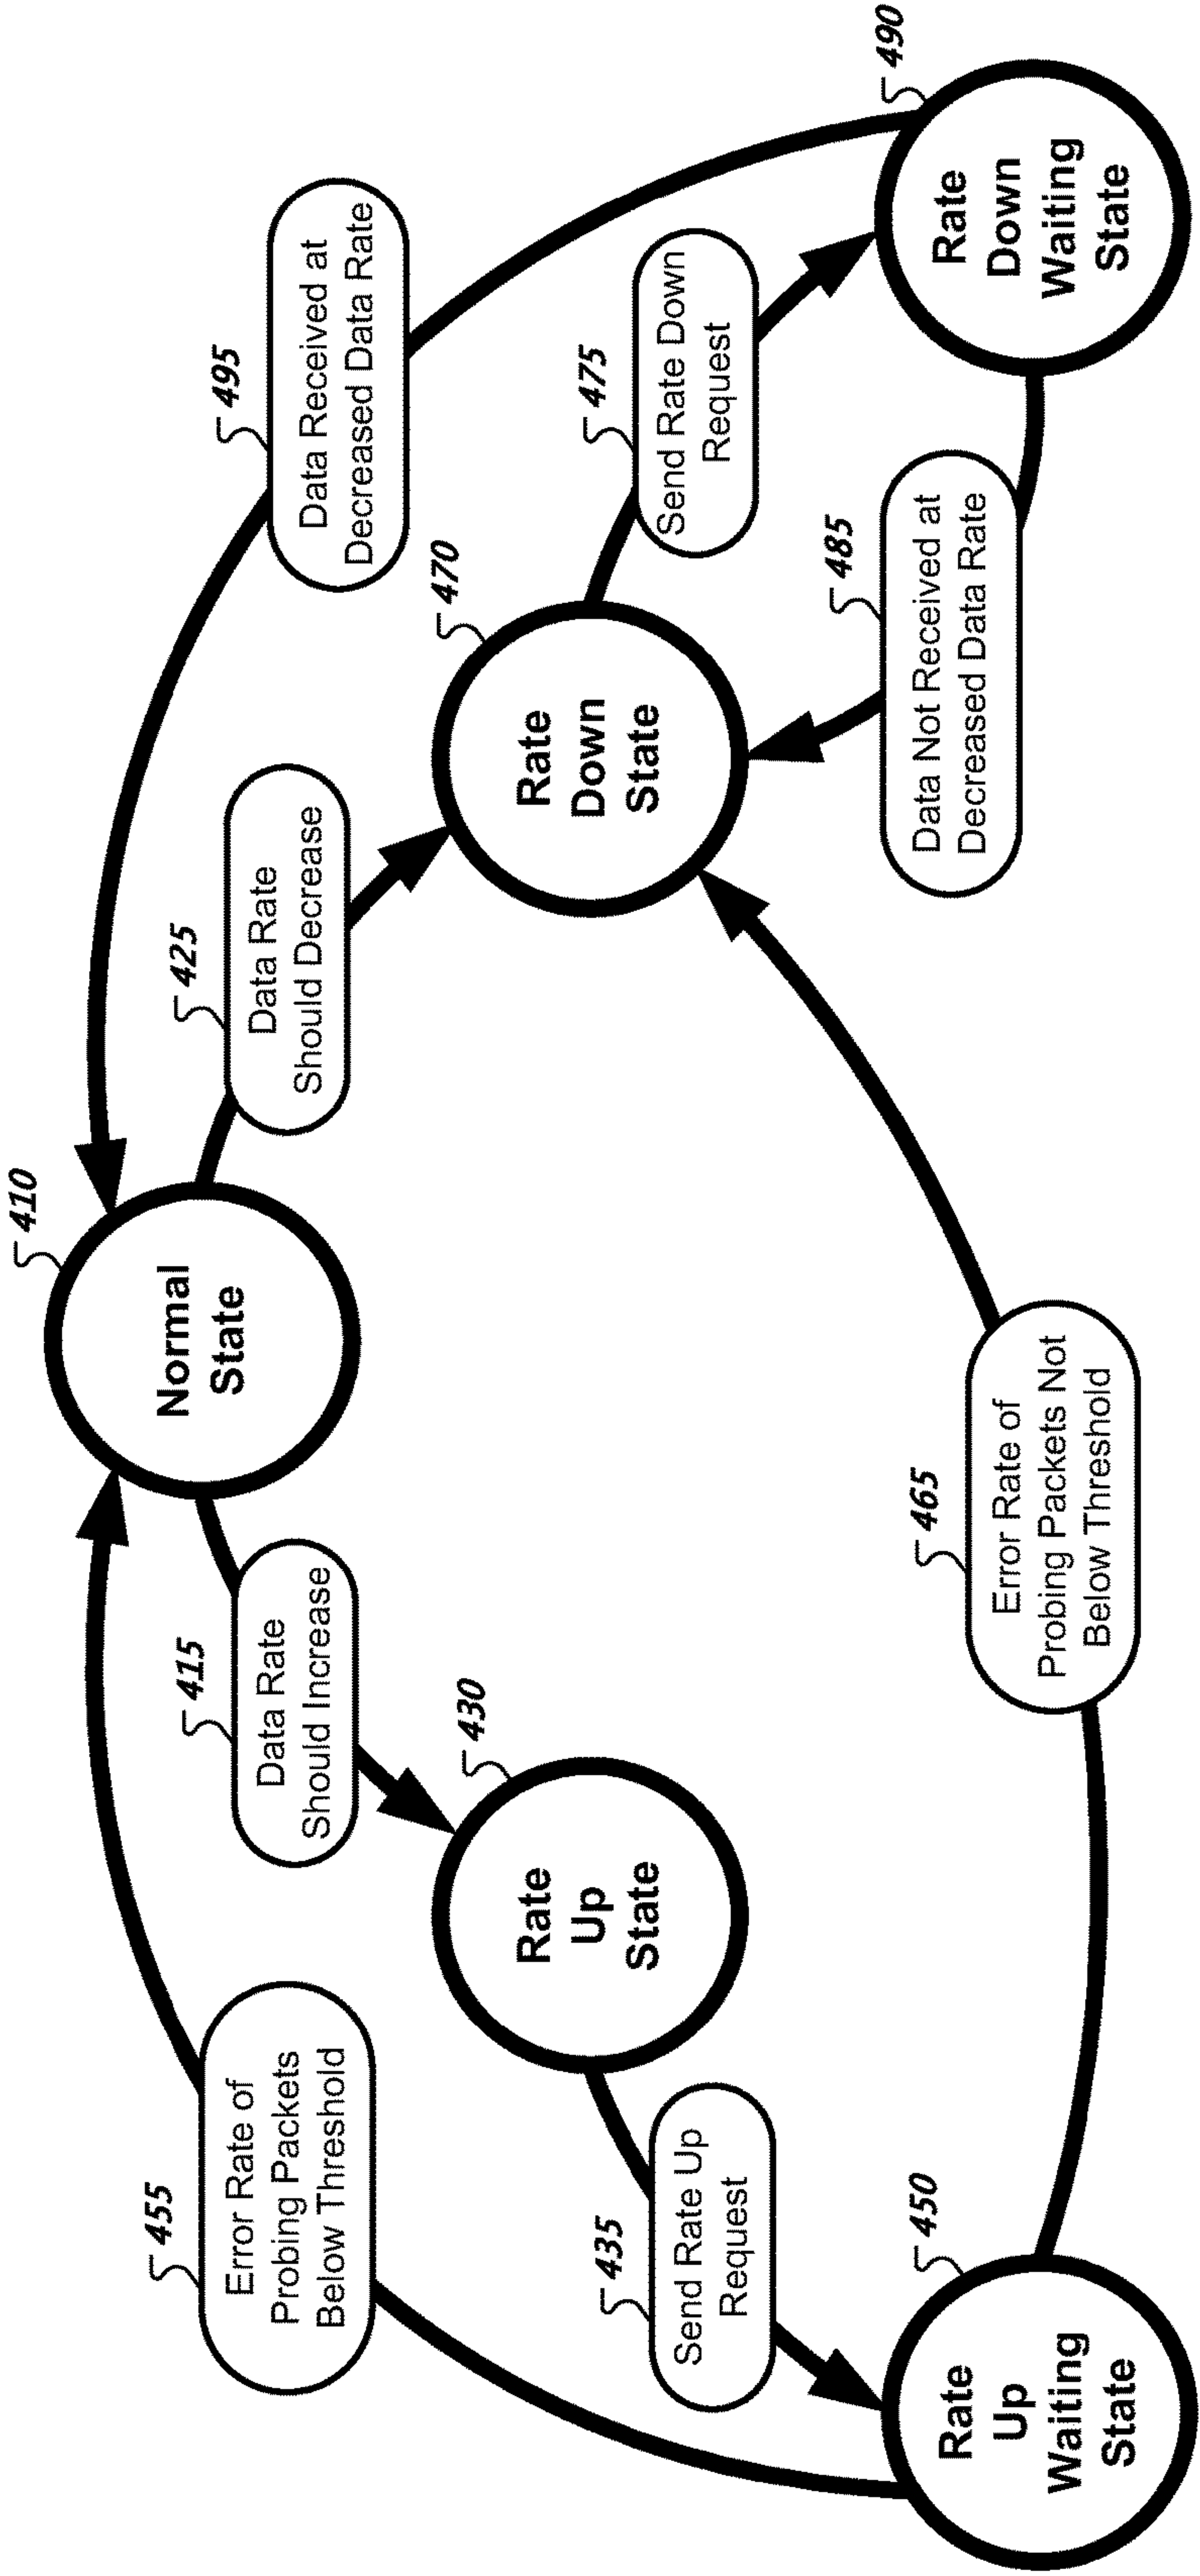 410
Normal
State
455
Error Rate of
Probing Packets
Below Threshold
415
Data Rate
Should Increase
425
Data Rate
Should Decrease
495
Data Received at
Decreased Data Rate
430
Rate
Up
State
470
Rate
Down
State
435
Send Rate Up
Request
475
Send Rate Down
Request
485
Data Not Received at
Decreased Data Rate
450
Rate
Up
Waiting
State
465
Error Rate of
Probing Packets Not
Below Threshold
490
Rate
Down
Waiting
State